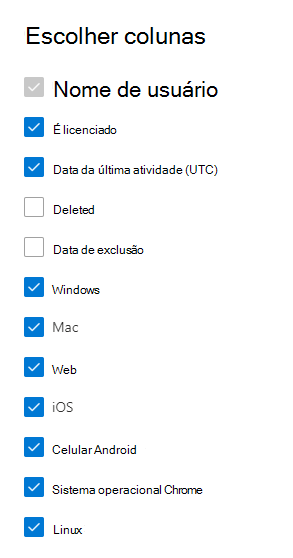 Escolher colunas
Nome de usuário
É licenciado
Data da última atividade (UTC)
Deleted
Data de exclusão
Windows
Mac
Web
iOS
Celular Android
Sistema operacional Chrome
Linux